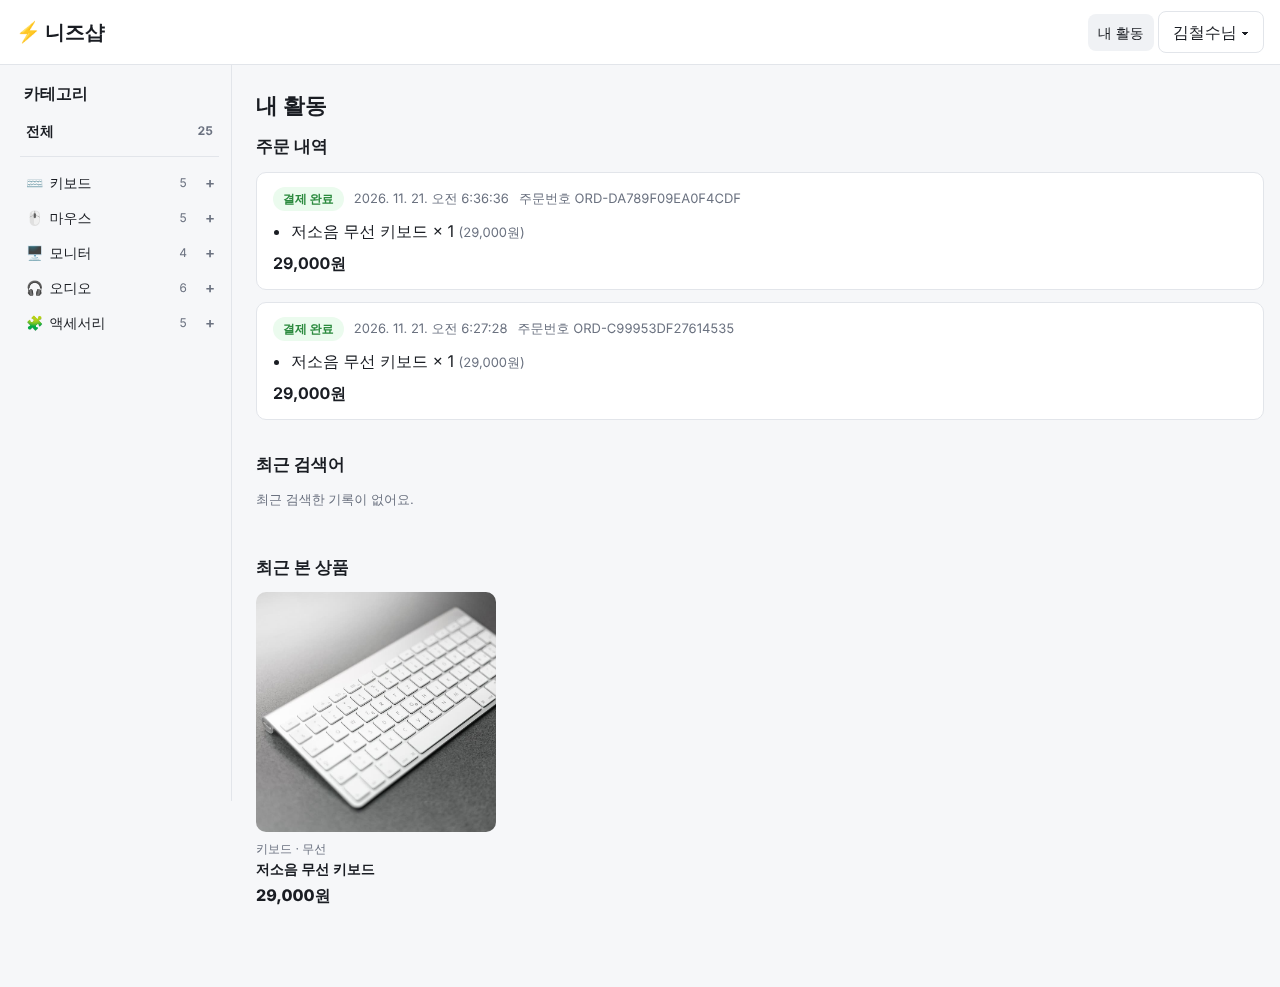 ⚡ 니즈샵
내 활동
김철수님
카테고리
전체 25
키보드 5 +
마우스 5 +
모니터 4 +
오디오 6 +
액세서리 5 +
내 활동
주문 내역
결제 완료 2026. 11. 21. 오전 6:36:36 주문번호 ORD-DA789F09EA0F4CDF
• 저소음 무선 키보드 × 1 (29,000원)
29,000원
결제 완료 2026. 11. 21. 오전 6:27:28 주문번호 ORD-C99953DF27614535
• 저소음 무선 키보드 × 1 (29,000원)
29,000원
최근 검색어
최근 검색한 기록이 없어요.
최근 본 상품
키보드 · 무선
저소음 무선 키보드
29,000원